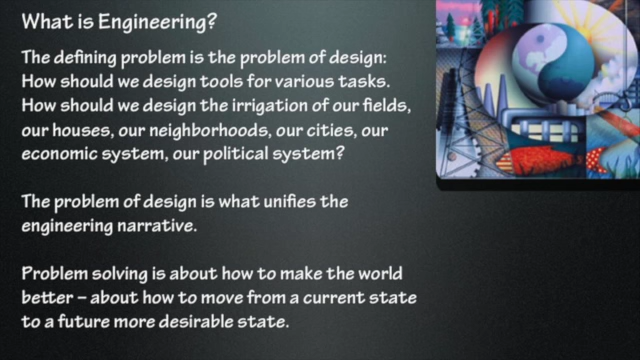 What is Engineering?
The defining problem is the problem of design:
How should we design tools for various tasks.
How should we design the irrigation of our fields,
our houses, our neighborhoods, our cities, our
economic system, our political system?
The problem of design is what unifies the
engineering narrative.
Problem solving is about how to make the world
better – about how to move from a current state
to a future more desirable state.